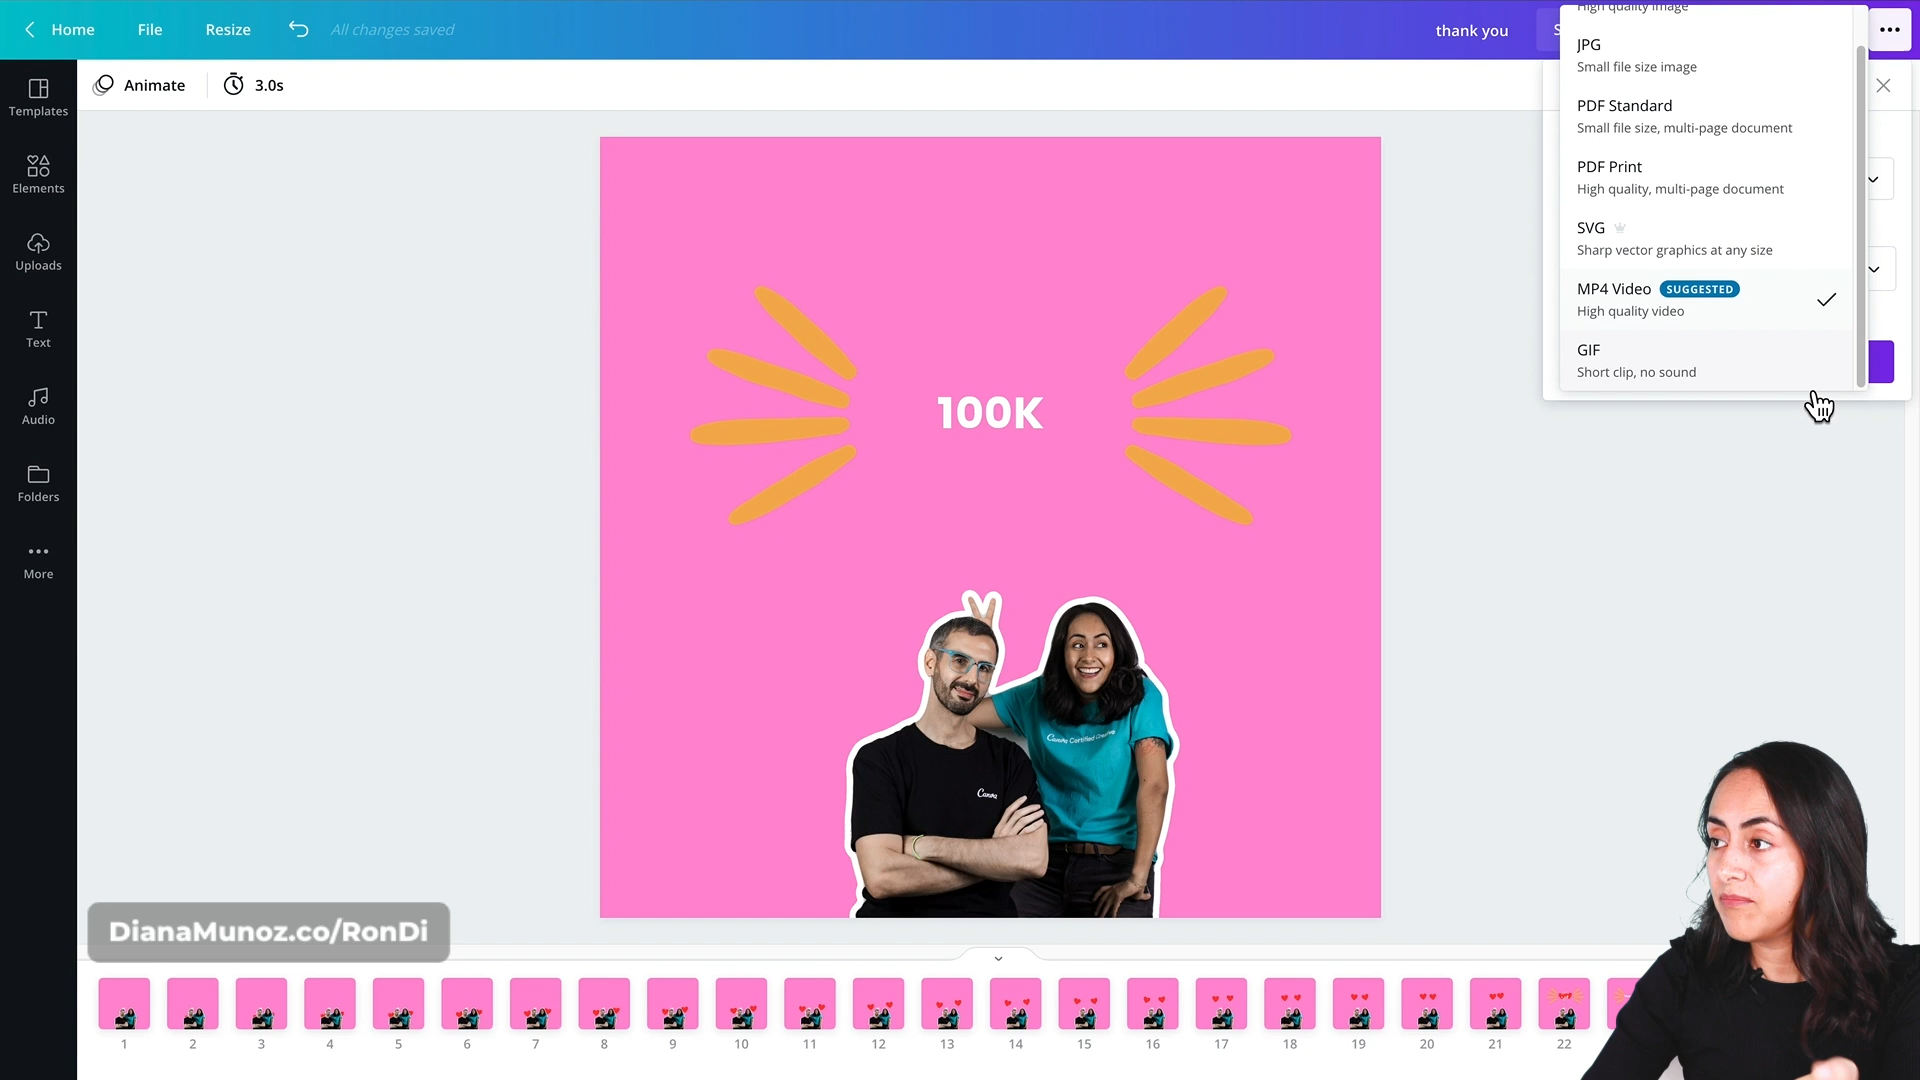 Home
File
Resize
All changes saved
thank you
S
Animate
3.0s
Templates
Elements
Uploads
Text
Audio
Folders
More
High quality image
JPG
Small file size image
PDF Standard
Small file size, multi-page document
PDF Print
High quality, multi-page document
SVG
Sharp vector graphics at any size
MP4 Video SUGGESTED
High quality video
GIF
Short clip, no sound
100K
Canva Certified Creative
Canva
DianaMunoz.co/RonDi
1
2
3
4
5
6
7
8
9
10
11
12
13
14
15
16
17
18
19
20
21
22